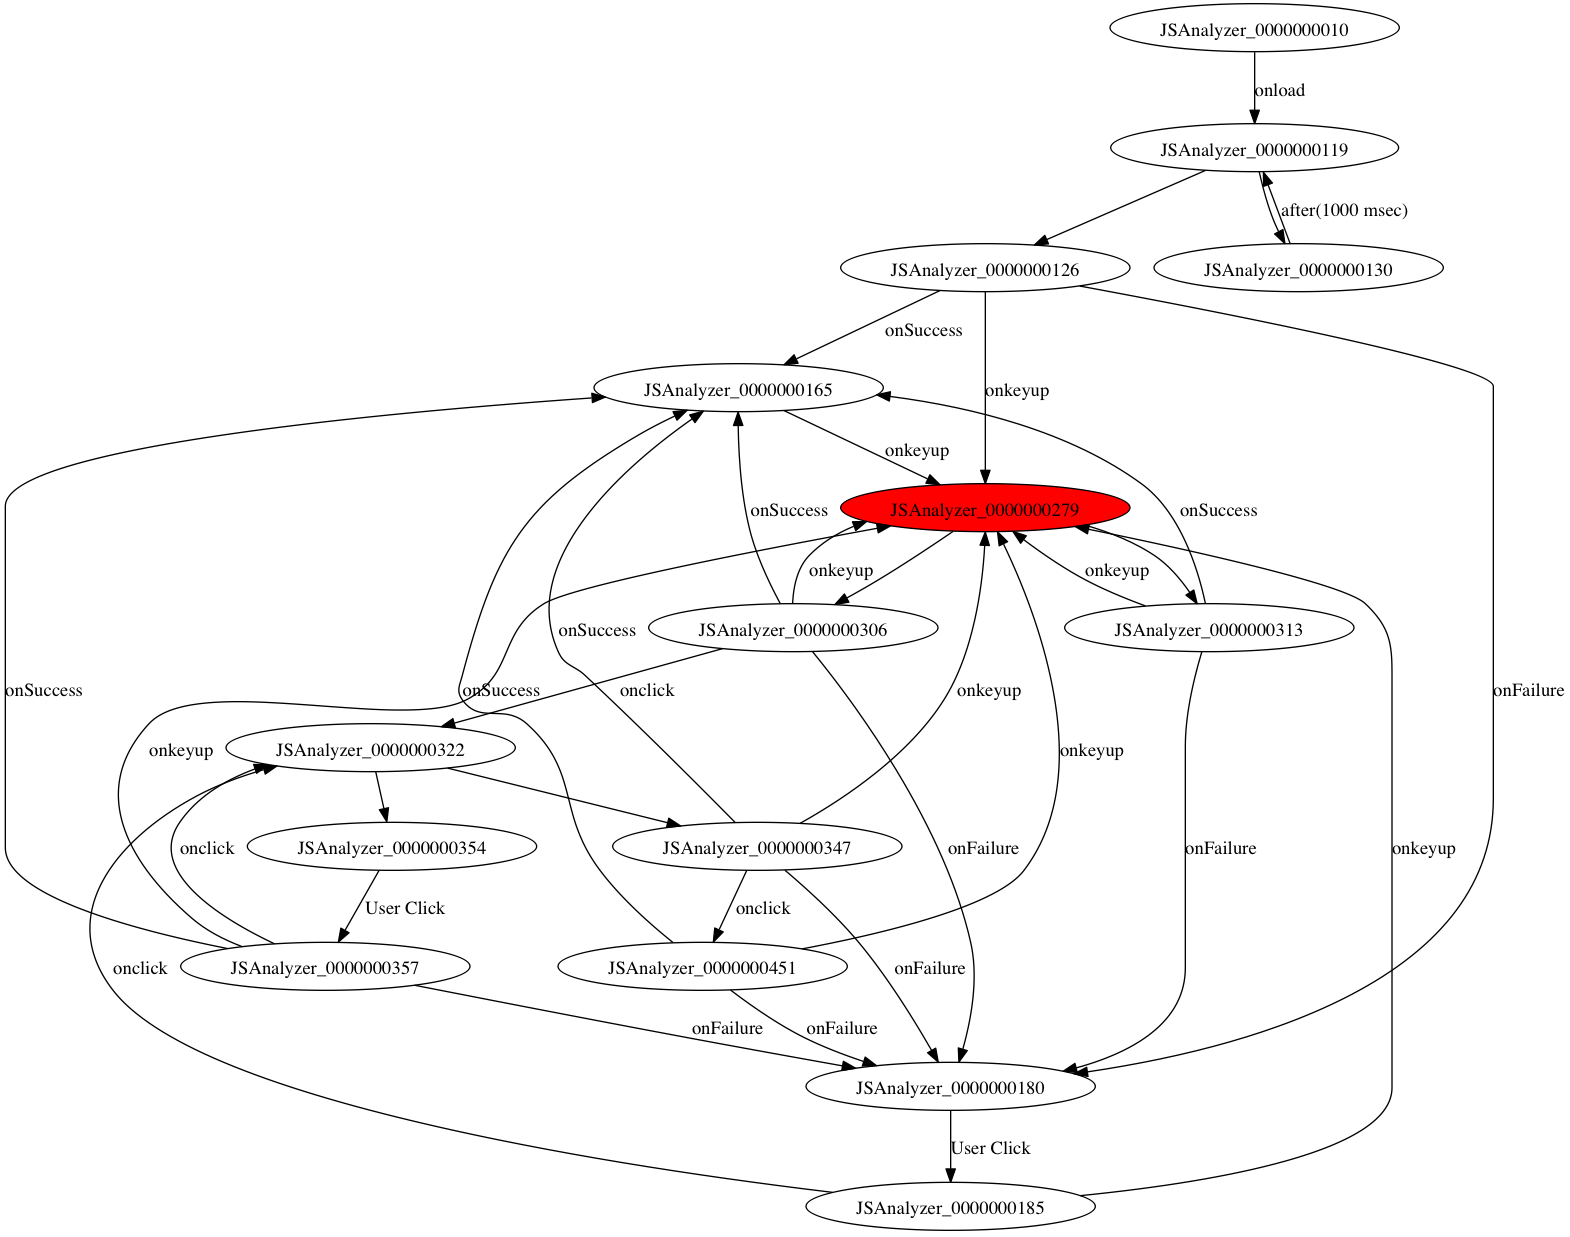 JSAnalyzer_0000000010
onload
JSAnalyzer_0000000119
after(1000 msec)
JSAnalyzer_0000000126
JSAnalyzer_0000000130
onSuccess
JSAnalyzer_0000000165
onkeyup
onkeyup
JSAnalyzer_0000000279
onSuccess
onSuccess
onkeyup
onkeyup
JSAnalyzer_0000000306
JSAnalyzer_0000000313
onSuccess
onSuccess
onSuccess
onclick
onkeyup
onFailure
JSAnalyzer_0000000322
onkeyup
onkeyup
onclick
JSAnalyzer_0000000354
JSAnalyzer_0000000347
onFailure
onFailure
onkeyup
User Click
onclick
onclick
JSAnalyzer_0000000357
JSAnalyzer_0000000451
onFailure
onFailure
onFailure
JSAnalyzer_0000000180
User Click
JSAnalyzer_0000000185